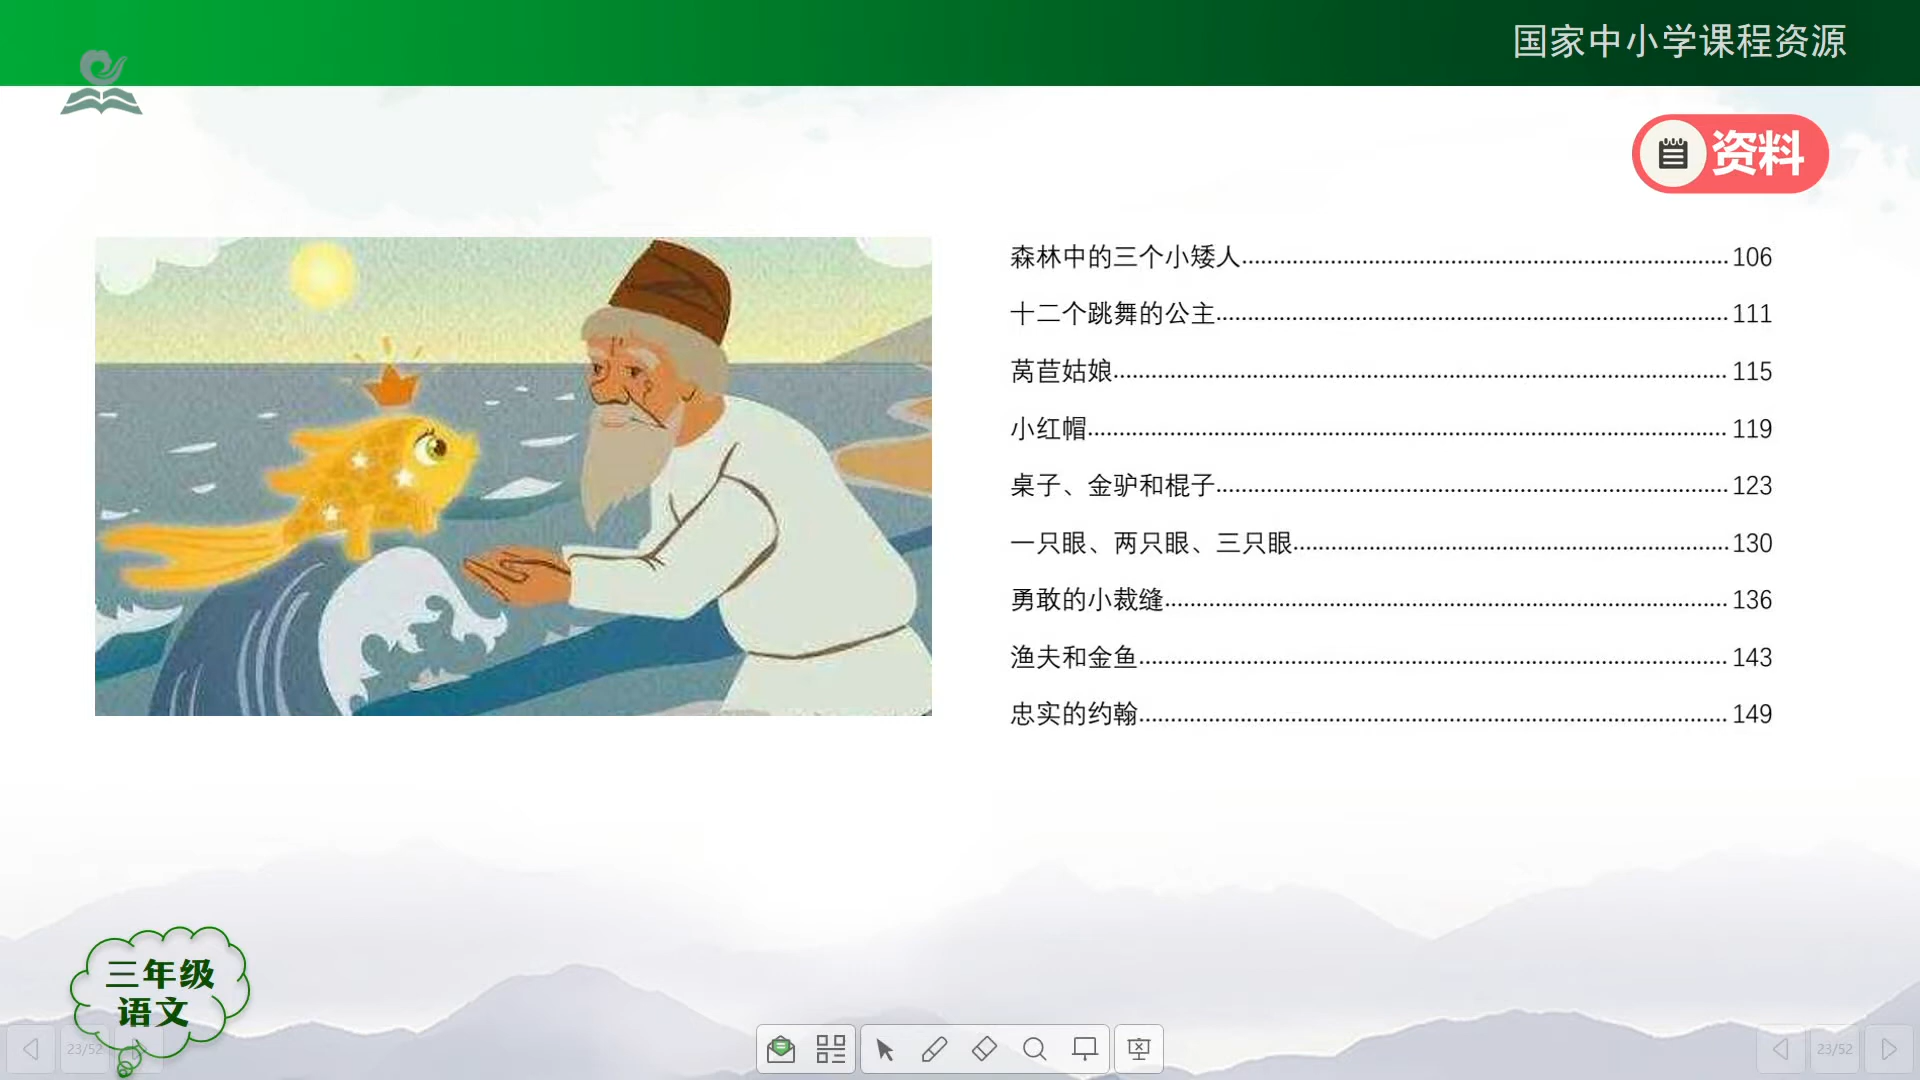 国家中小学课程资源
资料
森林中的三个小矮人........................106
十二个跳舞的公主........................111
莴苣姑娘........................115
小红帽........................119
桌子、金驴和棍子........................123
一只眼、两只眼、三只眼........................130
勇敢的小裁缝........................136
渔夫和金鱼........................143
忠实的约翰........................149
三年级
语文
23/52
23/52